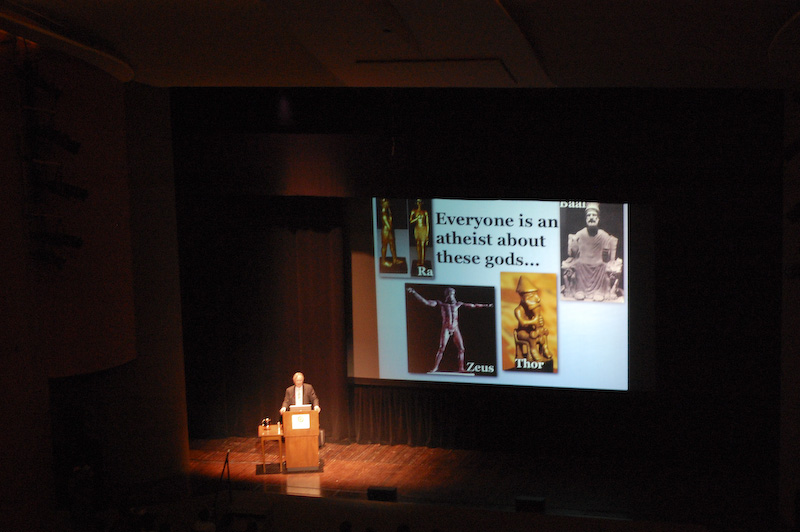 Baal
Everyone is an
atheist about
these gods...
Ra
Zeus
Thor